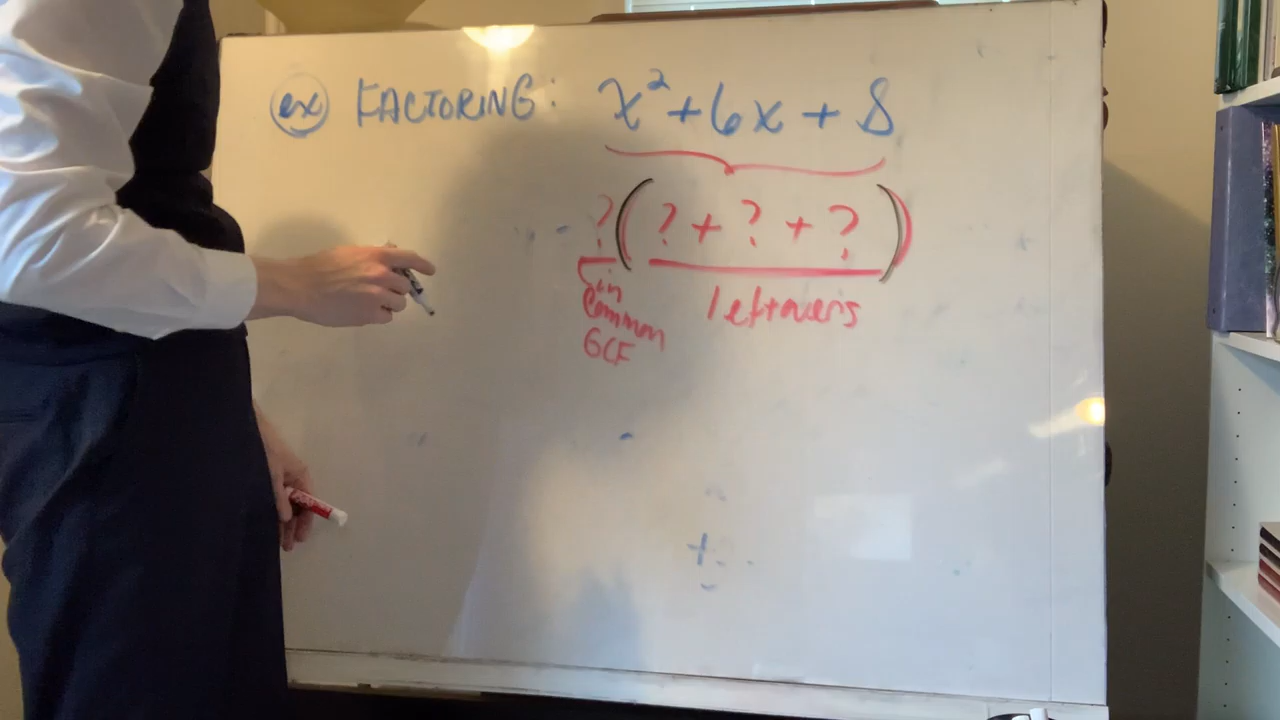 ex FACTORING: x² + 6x + 8
? ( ? + ? + ? )
in leftovers
Common
GCF